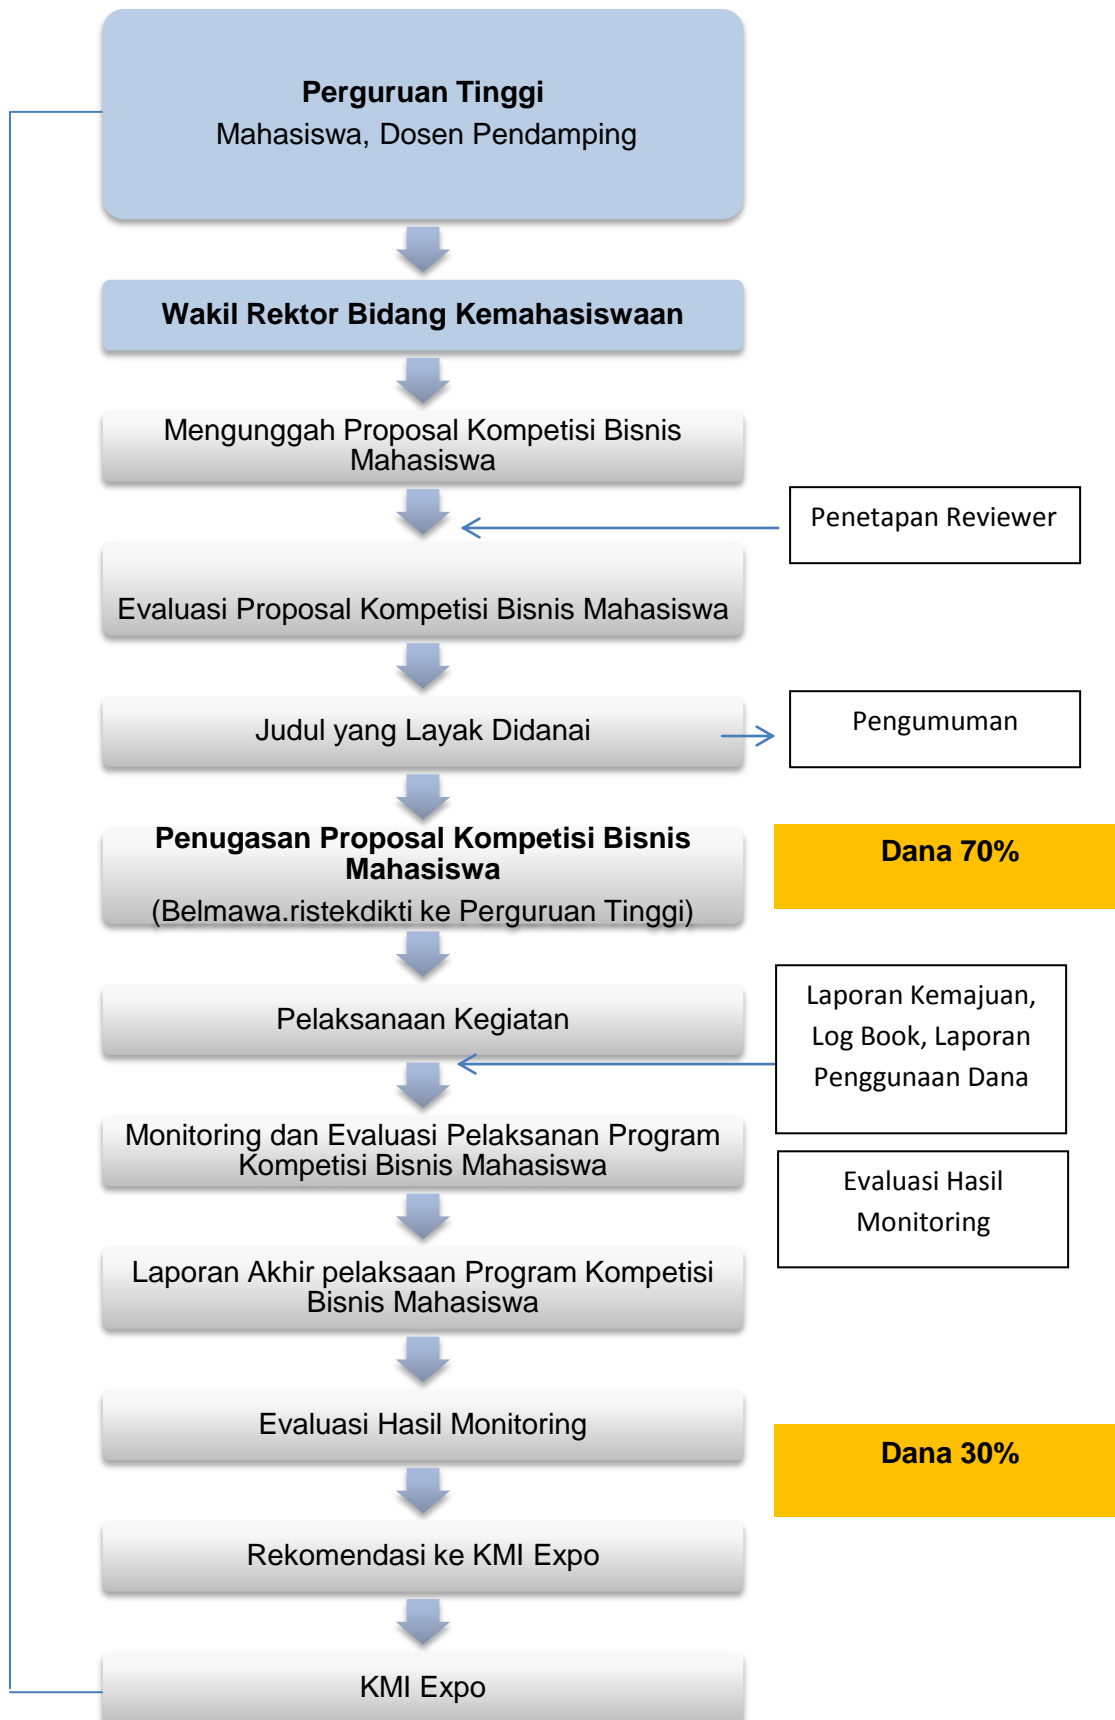 Perguruan Tinggi
Mahasiswa, Dosen Pendamping
Wakil Rektor Bidang Kemahasiswaan
Mengunggah Proposal Kompetisi Bisnis
Mahasiswa
Penetapan Reviewer
Evaluasi Proposal Kompetisi Bisnis Mahasiswa
Judul yang Layak Didanai
Pengumuman
Penugasan Proposal Kompetisi Bisnis
Mahasiswa
(Belmawa.ristekdikti ke Perguruan Tinggi)
Dana 70%
Pelaksanaan Kegiatan
Laporan Kemajuan,
Log Book, Laporan
Penggunaan Dana
Monitoring dan Evaluasi Pelaksanan Program
Kompetisi Bisnis Mahasiswa
Evaluasi Hasil
Monitoring
Laporan Akhir pelaksaan Program Kompetisi
Bisnis Mahasiswa
Evaluasi Hasil Monitoring
Dana 30%
Rekomendasi ke KMI Expo
KMI Expo